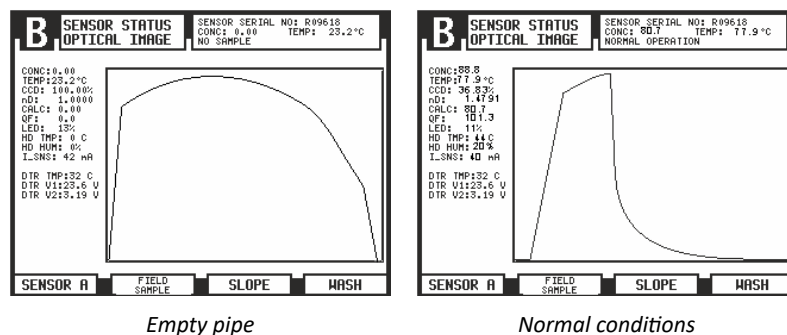 B
SENSOR STATUS
OPTICAL IMAGE
SENSOR SERIAL NO: R09618
CONC: 0.00 TEMP: 23.2°C
NO SAMPLE
CONC:0.00
TEMP:23.2°C
CCD: 100.00%
nD: 1.0000
CALC: 0.00
QF: 0.0
LED: 13%
HD TMP: 0 C
HD HUM: 0%
I_SNS: 42 mA
DTR TMP:32 C
DTR V1:23.6 V
DTR V2:3.19 V
SENSOR A
FIELD
SAMPLE
SLOPE
WASH
Empty pipe
B
SENSOR STATUS
OPTICAL IMAGE
SENSOR SERIAL NO: R09618
CONC: 80.7 TEMP: 77.9°C
NORMAL OPERATION
CONC:88.8
TEMP:77.9°C
CCD: 36.83%
nD: 1.4791
CALC: 80.7
QF: 101.3
LED: 11%
HD TMP: 44 C
HD HUM: 20%
I_SNS: 40 mA
DTR TMP:32 C
DTR V1:23.6 V
DTR V2:3.19 V
SENSOR A
FIELD
SAMPLE
SLOPE
WASH
Normal conditions